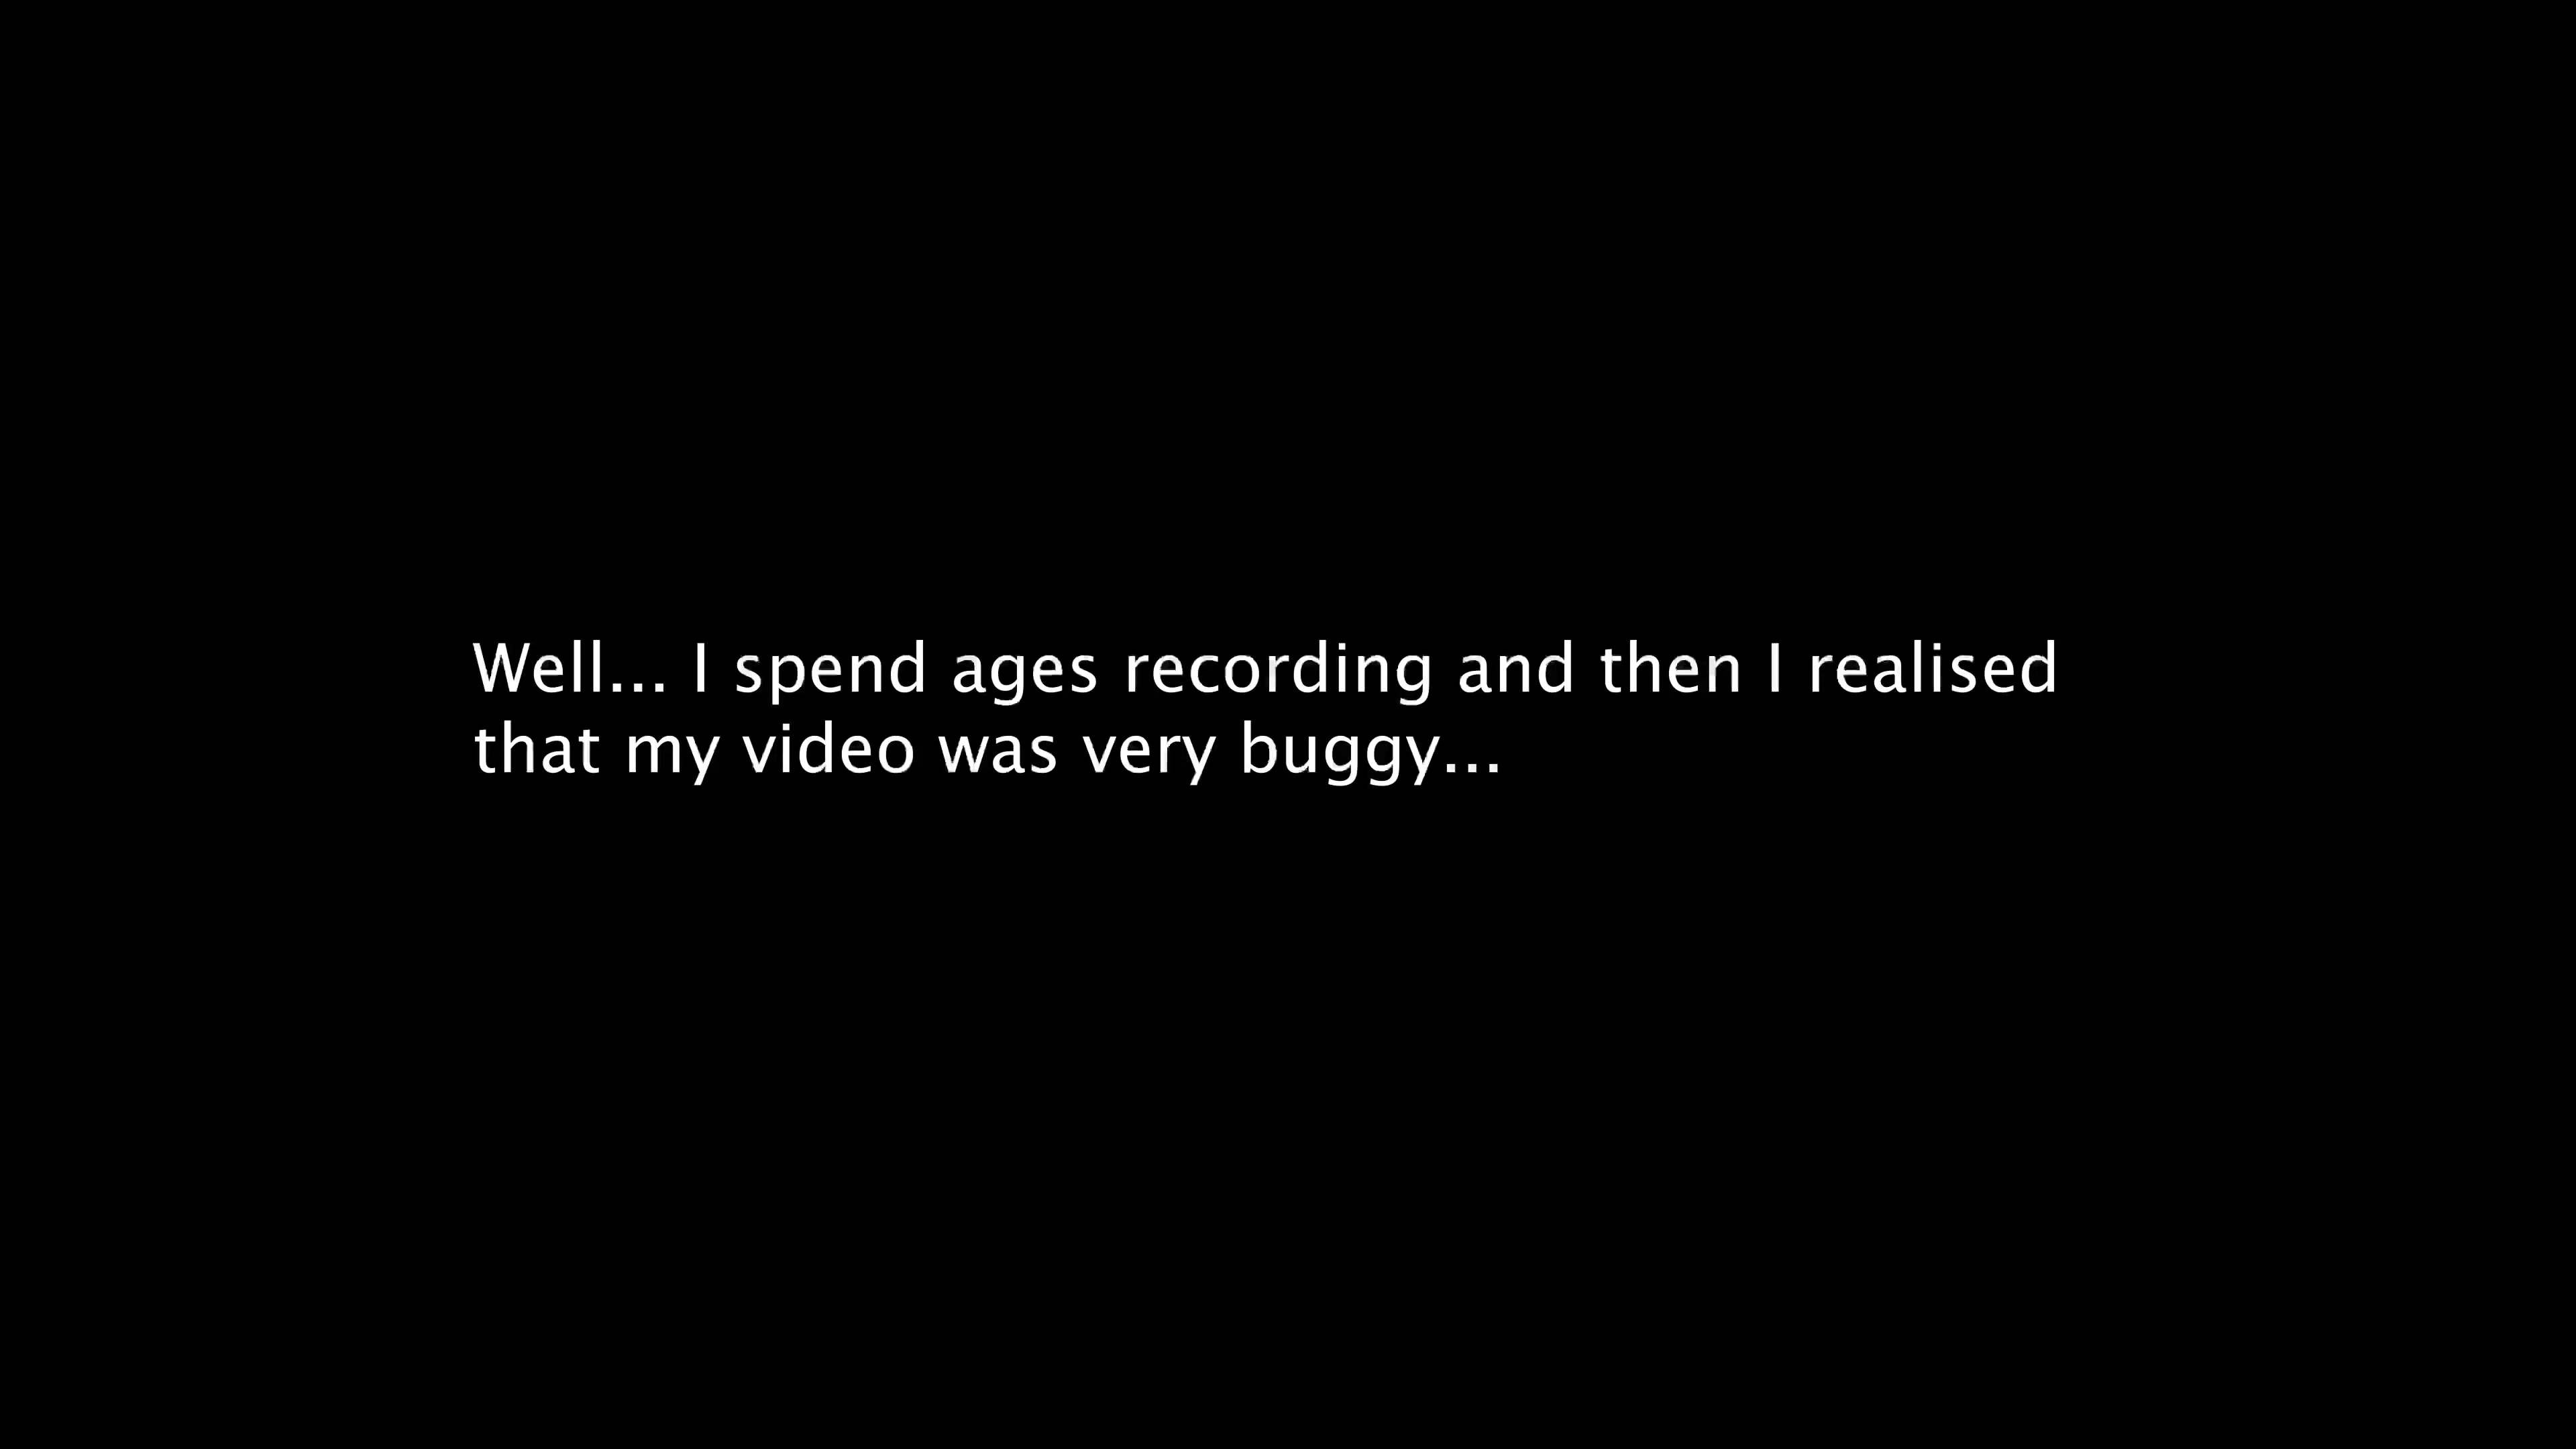 Well... I spend ages recording and then I realised
that my video was very buggy...